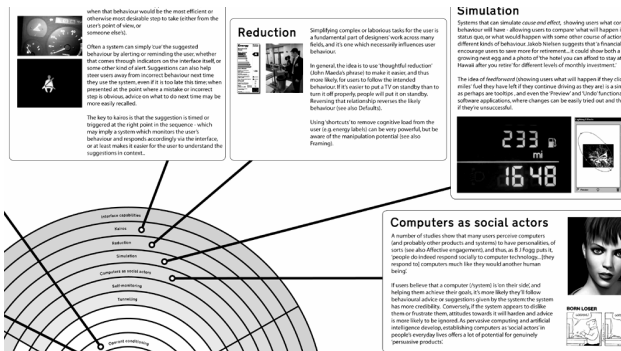 when that behaviour would be the most efficient or
otherwise most desirable step to take (either from the
user's point of view, or
someone else's).
Often a system can simply 'cue' the suggested
behaviour by alerting or reminding the user, whether
that comes through indicators on the interface itself, or
some other kind of alert. Suggestions can also help
steer users away from incorrect behaviour next time
they use the system, even if it is too late this time; when
presented at the point where a mistake or incorrect
step is obvious, advice on what to do next time may be
more easily recalled.
The key to kairos is that the suggestion is timed or
triggered at the right point in the sequence - which
may imply a system which monitors the user's
behaviour and responds accordingly via the interface,
or at least makes it easier for the user to understand the
suggestions in context..
Reduction
Simplifying complex or laborious tasks for the user is
a fundamental part of designers' work across many
fields, and it's one which necessarily influences user
behaviour.
In general, the idea is to use 'thoughtful reduction'
(John Maeda's phrase) to make it easier, and thus
more likely, for users to follow the intended
behaviour. If it's easier to put a TV on standby than to
turn it off properly, people will put it on standby.
Reversing that relationship reverses the likely
behaviour (see also Defaults).
Using 'shortcuts' to remove cognitive load from the
user (e.g. energy labels) can be very powerful, but be
aware of the manipulation potential (see also
Framing).
Simulation
Systems that can simulate cause and effect, showing users what
behaviour will have - allowing users to compare 'what will happen
status quo, or what would happen with some other course of action
different kinds of behaviour. Jakob Nielsen suggests that 'a financial
encourage users to save more for retirement... it could show both a
growing nest egg and a photo of the hotel you can afford to stay at
Hawaii after you retire' for different levels of monthly investment.
The idea of feedforward (showing users what will happen if they
miles' fuel they have left if they continue driving as they are) is a
as perhaps are tooltips , and even the 'Preview' and 'Undo'
software applications, where changes can be easily tried out and
if they're unsuccessful.
233
mi
1648
Computers as social actors
A number of studies show that many users perceive computers
(and probably other products and systems) to have personalities, of
sorts (see also Affective engagement), and thus, as B J Fogg puts it,
'people do indeed respond socially to computer technology...[they
respond to] computers much like they would another human
being'.
If users believe that a computer (/system) is 'on their side', and
helping them achieve their goals, it's more likely they'll follow
behavioural advice or suggestions given by the system: the system
has more credibility. Conversely, if the system appears to dislike
them or frustrate them, attitudes towards it will harden and advice
is more likely to be ignored. As pervasive computing and artificial
intelligence develop, establishing computers as 'social actors' in
people's everyday lives offers a lot of potential for genuinely
'persuasive products'.
BORN LOSER
Interface capabilities
Kairos
Reduction
Simulation
Computers as social actors
Self-monitoring
Tunnelling
Operant conditioning